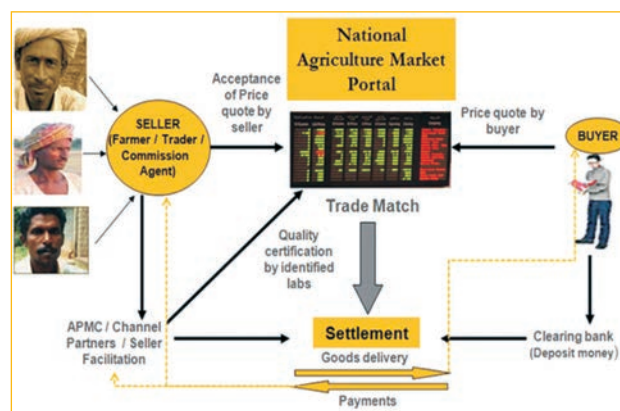 National
Agriculture Market
Portal
Acceptance
of Price
quote by
seller
Price quote by
buyer
SELLER
(Farmer / Trader /
Commission
Agent)
BUYER
Trade Match
Quality
certification
by identified
labs
APMC / Channel
Partners / Seller
Facilitation
Settlement
Goods delivery
Payments
Clearing bank
(Deposit money)